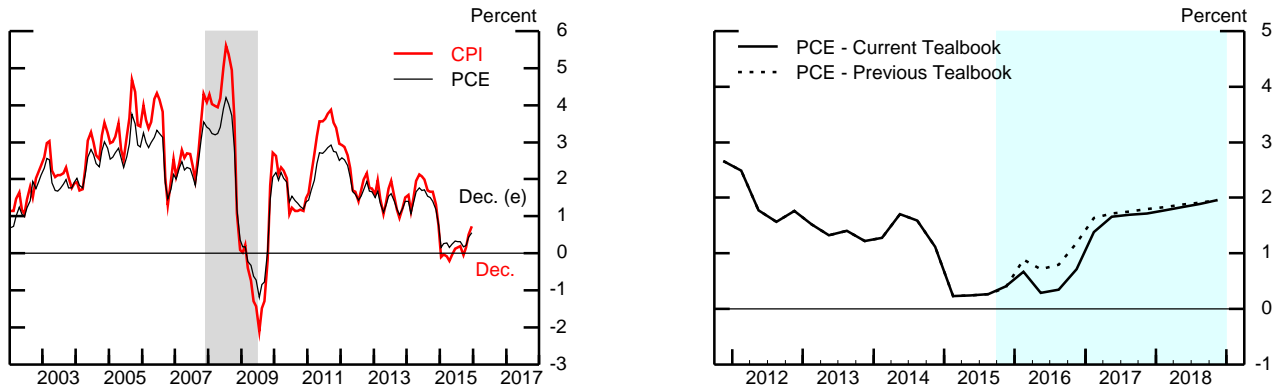 Percent
6
5
4
3
2
1
0
-1
-2
-3
CPI
PCE
Dec. (e)
Dec.
2003 2005 2007 2009 2011 2013 2015 2017
Percent
5
4
3
2
1
0
-1
PCE - Current Tealbook
PCE - Previous Tealbook
2012 2013 2014 2015 2016 2017 2018